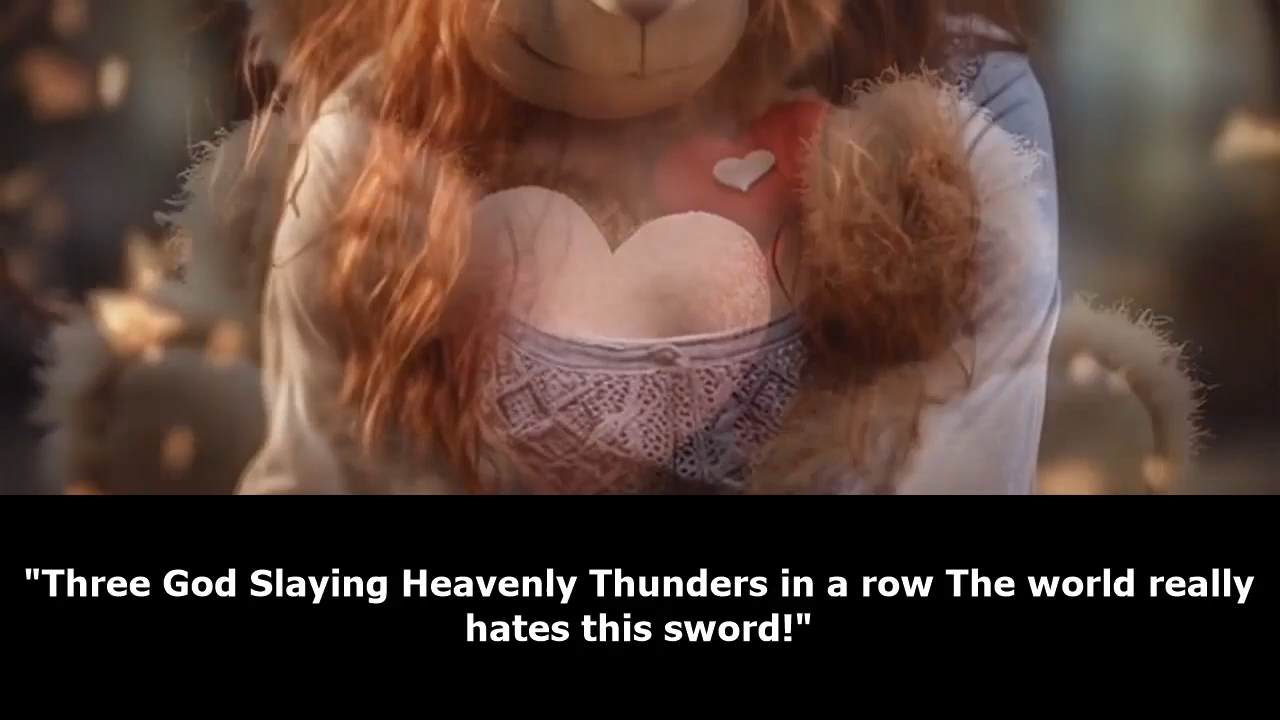 "Three God Slaying Heavenly Thunders in a row The world really
hates this sword!"